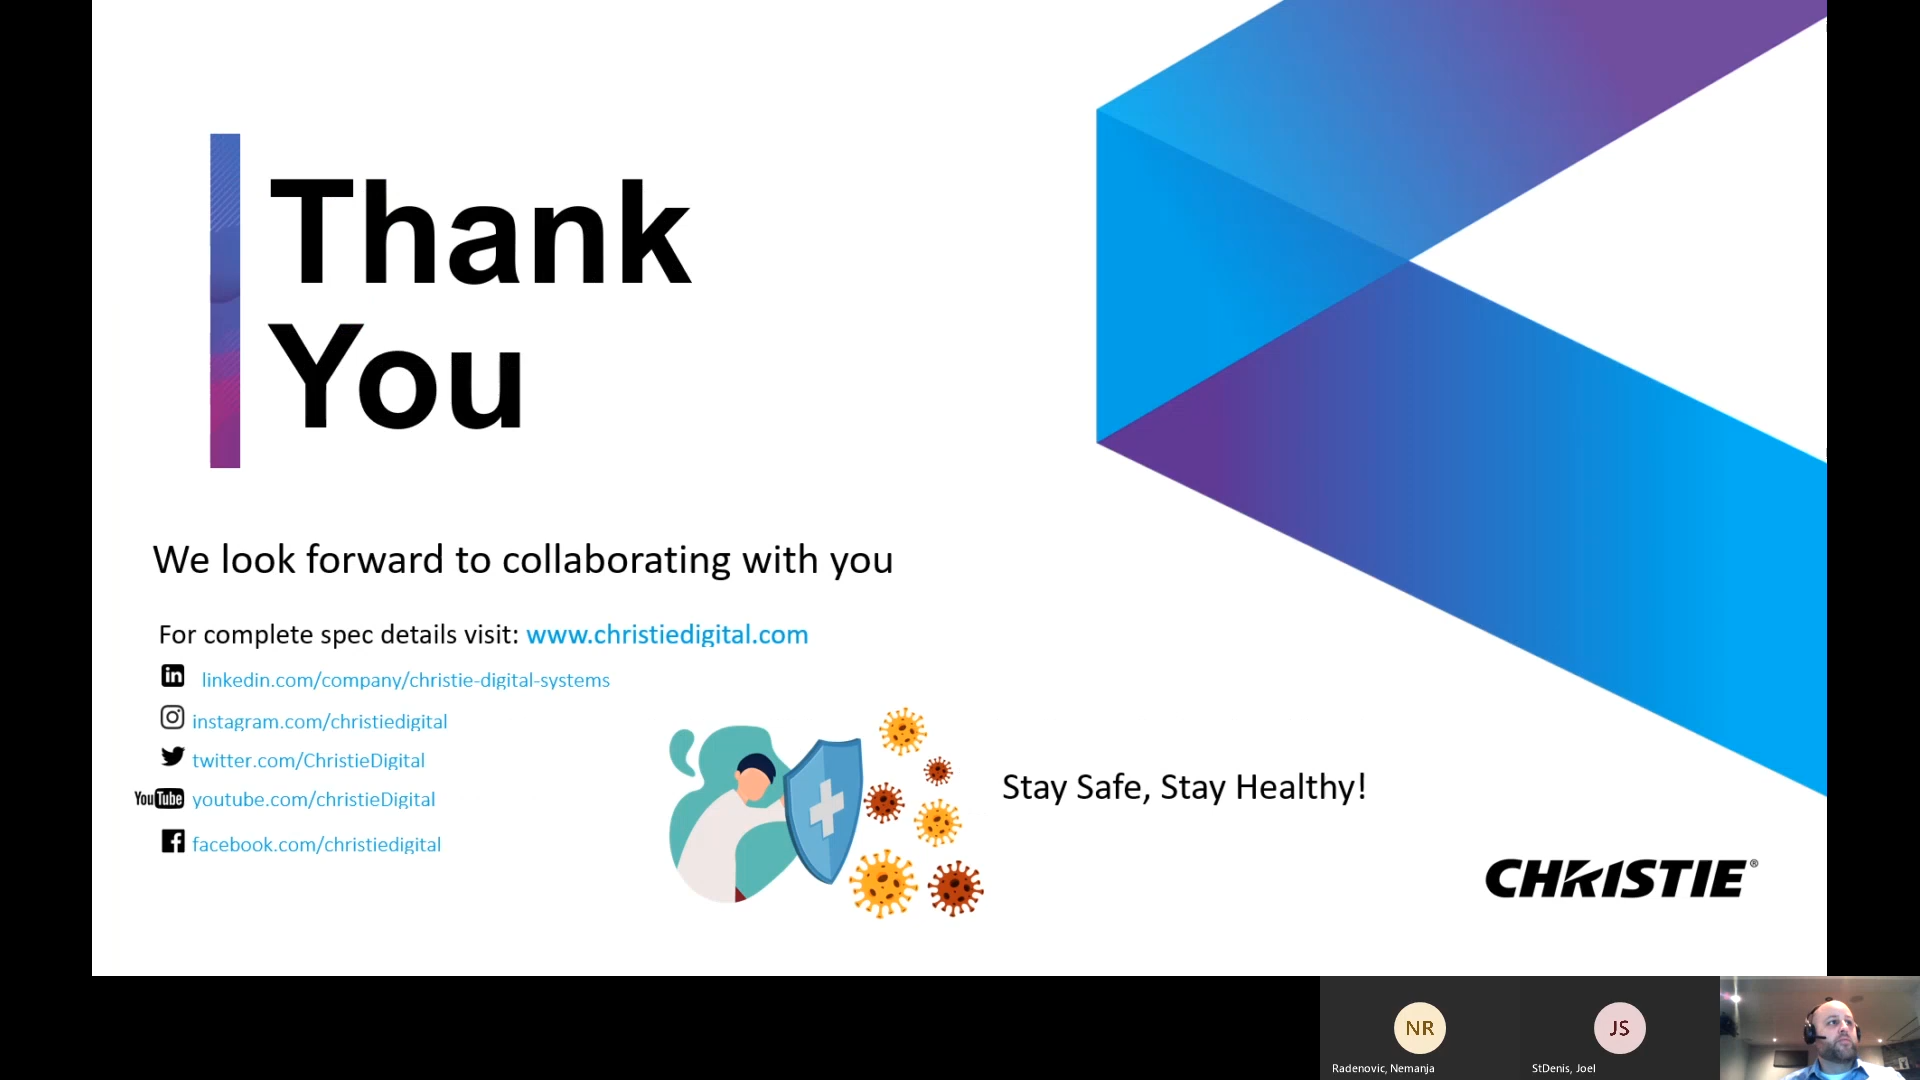 Thank
You
We look forward to collaborating with you
For complete spec details visit: www.christiedigital.com
in linkedin.com/company/christie-digital-systems
instagram.com/christiedigital
twitter.com/ChristieDigital
YouTube youtube.com/christieDigital
facebook.com/christiedigital
Stay Safe, Stay Healthy!
CHRISTIE®
NR
JS
Radenovic, Nemanja
StDenis, Joel